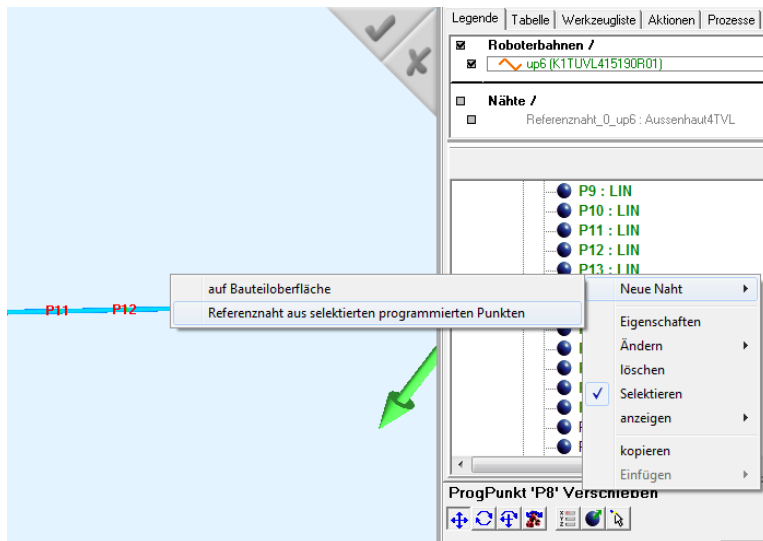 Legende Tabelle Werkzeugliste Aktionen Prozesse
Roboterbahnen /
up6 (K1TUVL415190R01)
Nähte /
Referenznaht_0_up6 : Aussenhaut4TVL
P9 : LIN
P10 : LIN
P11 : LIN
P12 : LIN
P13 : LIN
P11 P12
auf Bauteiloberfläche
Referenznaht aus selektierten programmierten Punkten
Neue Naht
Eigenschaften
Ändern
löschen
Selektieren
anzeigen
kopieren
Einfügen
ProgPunkt 'P8' Verschieben